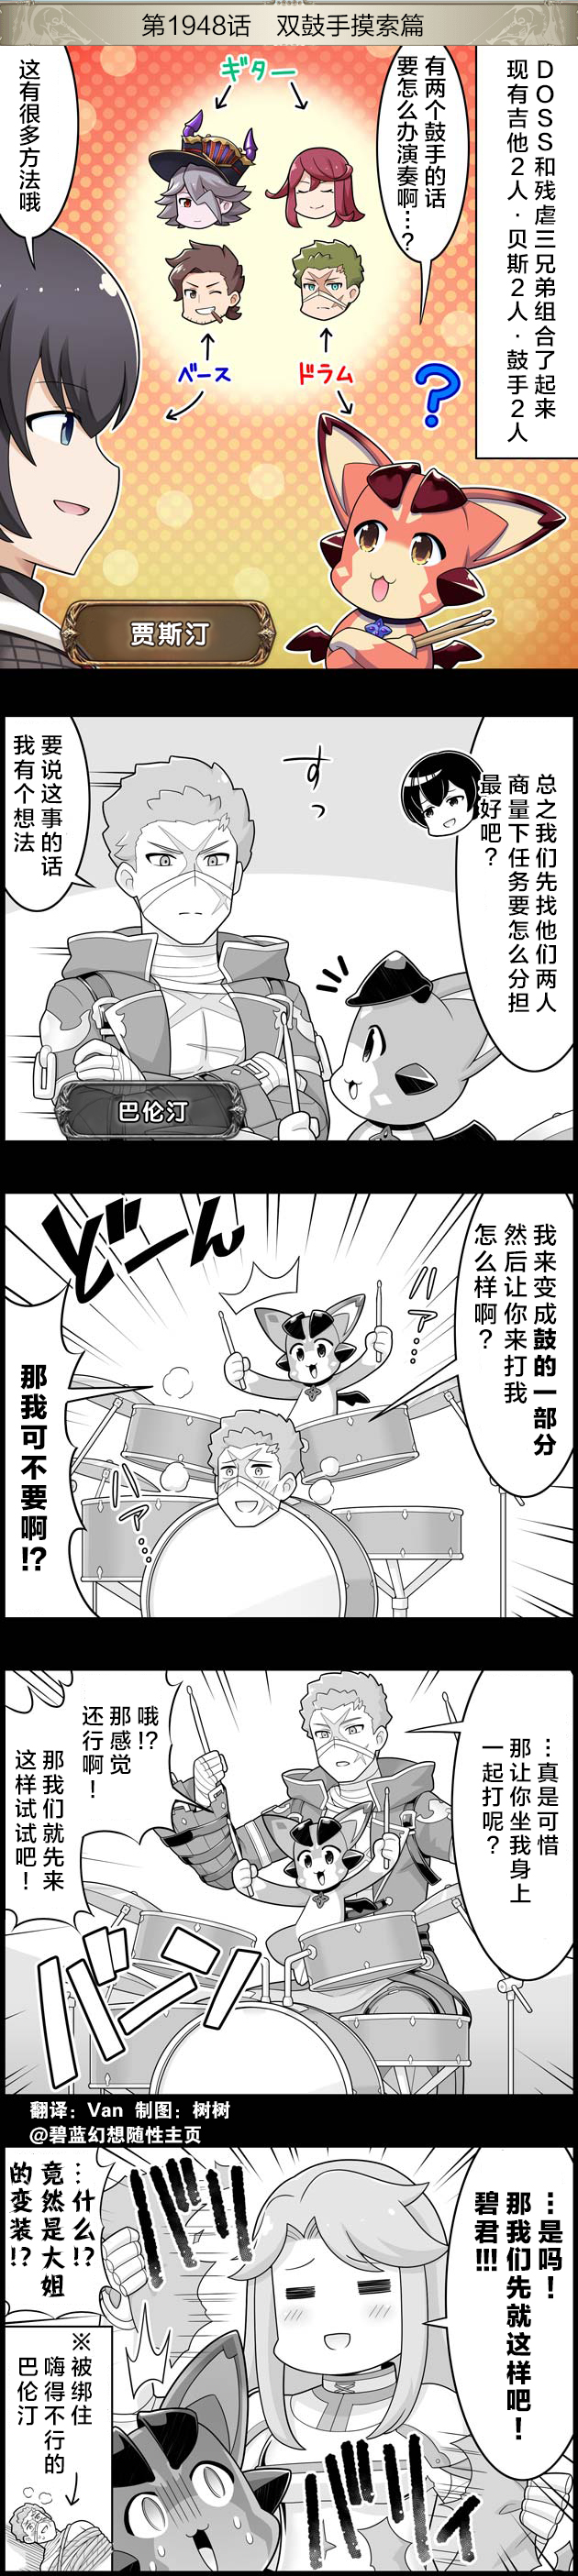 第1948话　双鼓手摸索篇
DOSS和残虐三兄弟组合了起来
现有吉他2人·贝斯2人·鼓手2人
有两个鼓手的话
要怎么办演奏啊…?
ギター
ベース
ドラム
?
这有很多方法哦
贾斯汀
总之我们先找他们两人
商量下任务要怎么分担
最好吧?
すっ
要说这事的话
我有个想法
巴伦汀
我来变成鼓的一部分
然后让你来打我
怎么样啊?
どーん
ハァ…
ハァ…
那我可不要啊!?
…真是可惜
那让你坐我身上
一起打呢?
哦!?
那感觉
还行啊!
那我们就先来
这样试试吧!
バーン
翻译：Van 制图：树树
@碧蓝幻想随性主页
…是吗!
那我们先就这样吧!
碧君!!!
…什么!?
竟然是大姐
的变装!?
バリィ
※被绑住
嗨得不行的
巴伦汀